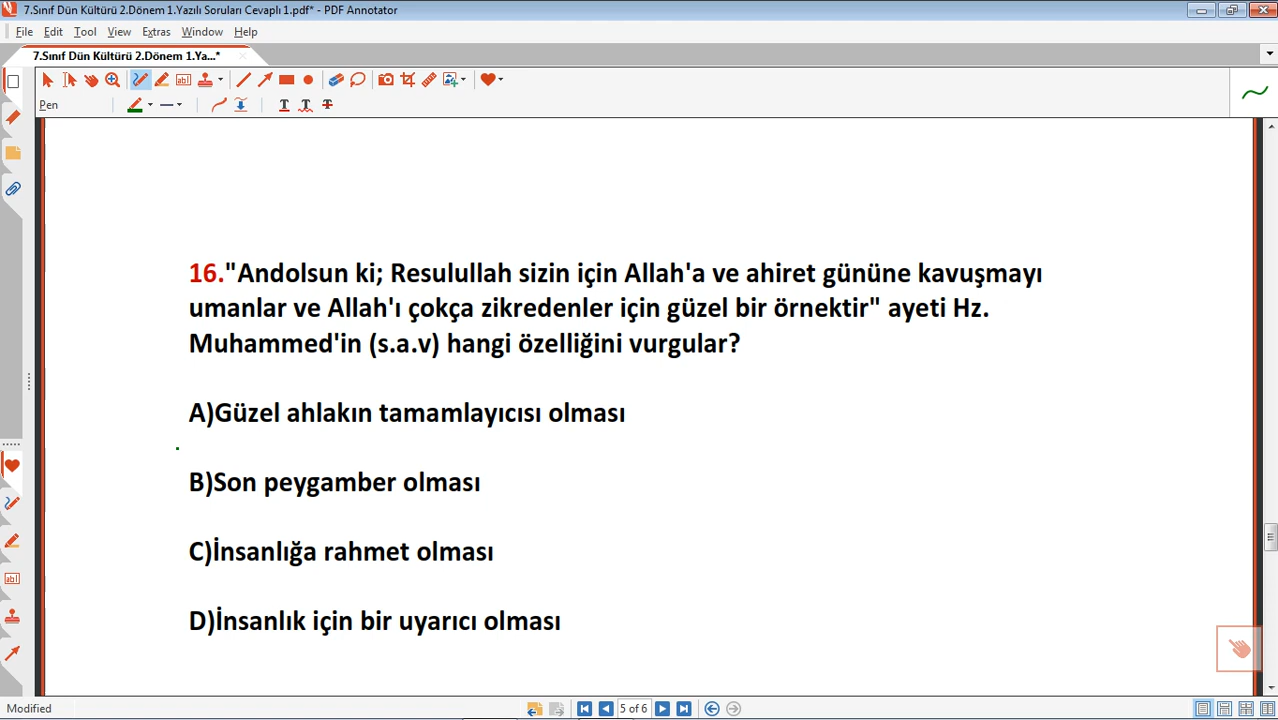 7.Sınıf Dün Kültürü 2.Dönem 1.Yazılı Soruları Cevaplı 1.pdf* - PDF Annotator
File Edit Tool View Extras Window Help
7.Sınıf Dün Kültürü 2.Dönem 1.Ya...*
Pen
16."Andolsun ki; Resulullah sizin için Allah'a ve ahiret gününe kavuşmayı
umanlar ve Allah'ı çokça zikredenler için güzel bir örnektir" ayeti Hz.
Muhammed'in (s.a.v) hangi özelliğini vurgular?
A)Güzel ahlakın tamamlayıcısı olması
B)Son peygamber olması
C)İnsanlığa rahmet olması
D)İnsanlık için bir uyarıcı olması
Modified
5 of 6